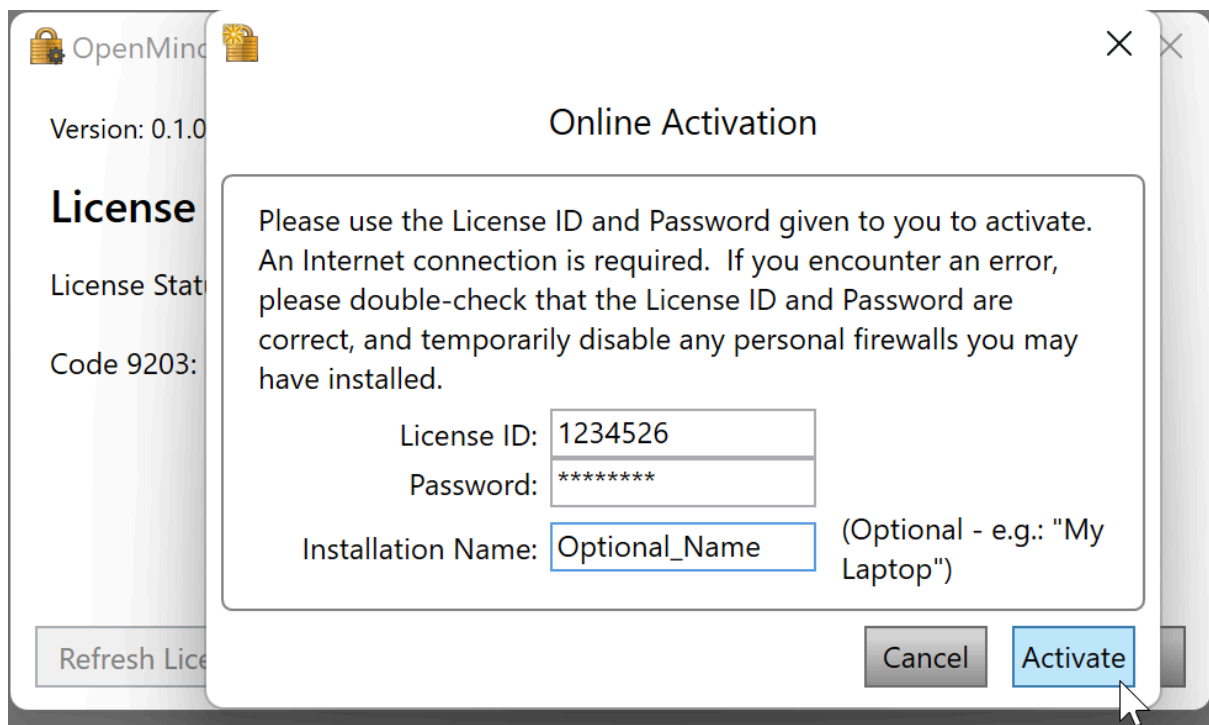 OpenMind
Version: 0.1.0
License
License Stat
Code 9203:
Refresh Lice
Online Activation
Please use the License ID and Password given to you to activate.
An Internet connection is required.  If you encounter an error,
please double-check that the License ID and Password are
correct, and temporarily disable any personal firewalls you may
have installed.
License ID: 1234526
Password: ********
Installation Name: Optional_Name (Optional - e.g.: "My
Laptop")
Cancel Activate